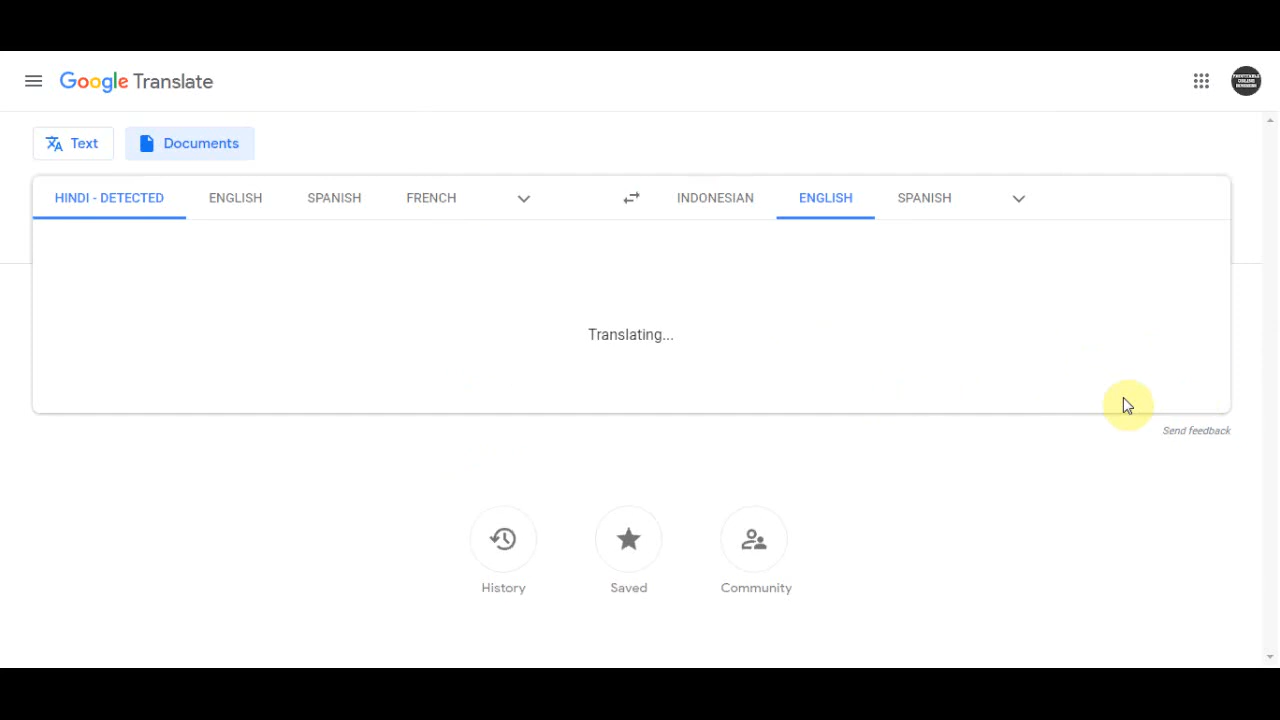 Google Translate
Text
Documents
HINDI - DETECTED ENGLISH SPANISH FRENCH INDONESIAN ENGLISH SPANISH
Translating...
Send feedback
History Saved Community